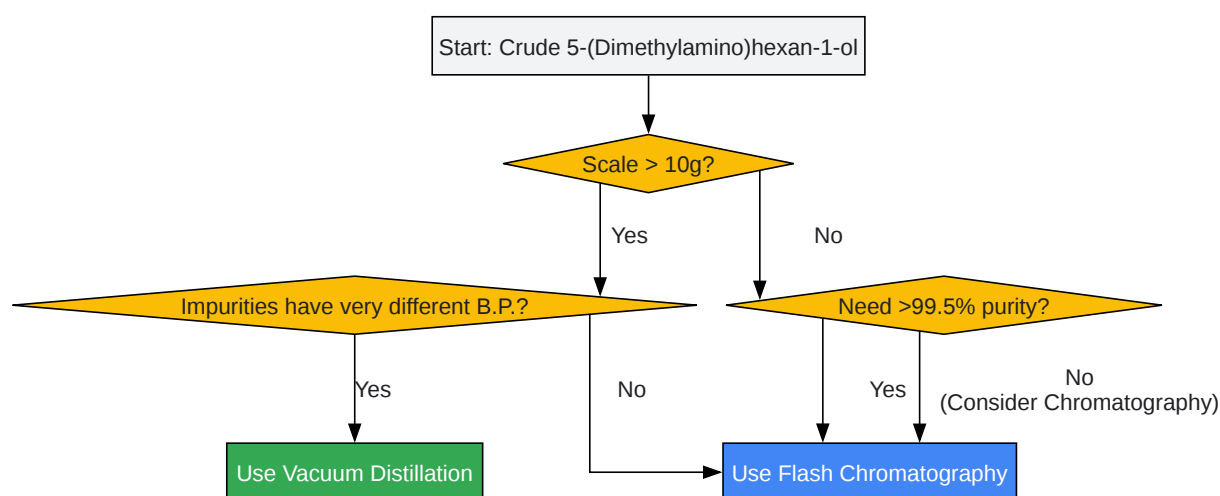 Start: Crude 5-(Dimethylamino)hexan-1-ol
Scale > 10g?
Yes
No
Impurities have very different B.P.?
Need >99.5% purity?
Yes
No
Yes
No
(Consider Chromatography)
Use Vacuum Distillation
Use Flash Chromatography